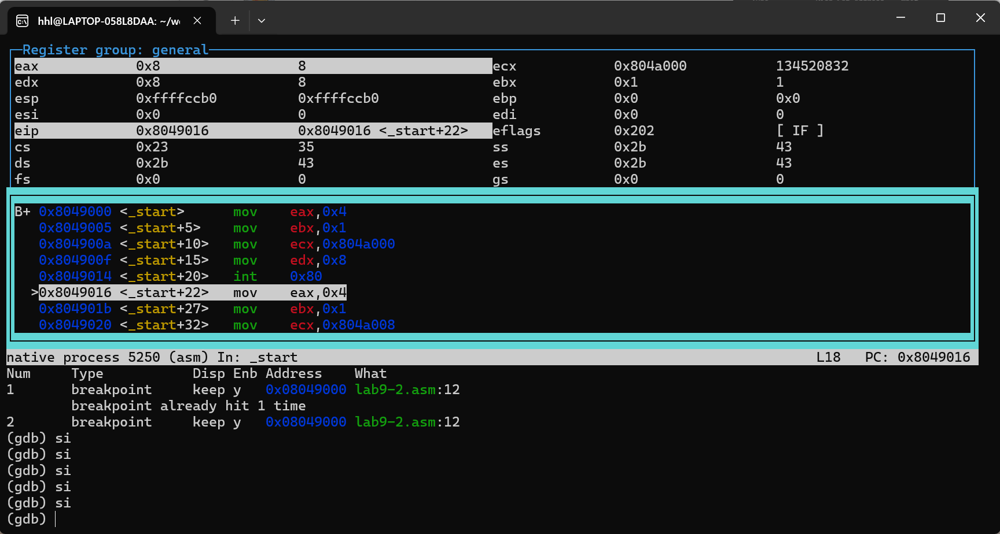 hhl@LAPTOP-058L8DAA: ~/w
Register group: general
eax 0x8 8 ecx 0x804a000 134520832
edx 0x8 8 ebx 0x1 1
esp 0xffffccb0 0xffffccb0 ebp 0x0 0x0
esi 0x0 0 edi 0x0 0
eip 0x8049016 0x8049016 <_start+22> eflags 0x202 [ IF ]
cs 0x23 35 ss 0x2b 43
ds 0x2b 43 es 0x2b 43
fs 0x0 0 gs 0x0 0
B+ 0x8049000 <_start> mov eax,0x4
0x8049005 <_start+5> mov ebx,0x1
0x804900a <_start+10> mov ecx,0x804a000
0x804900f <_start+15> mov edx,0x8
0x8049014 <_start+20> int 0x80
>0x8049016 <_start+22> mov eax,0x4
0x804901b <_start+27> mov ebx,0x1
0x8049020 <_start+32> mov ecx,0x804a008
native process 5250 (asm) In: _start L18 PC: 0x8049016
Num Type Disp Enb Address What
1 breakpoint keep y 0x08049000 lab9-2.asm:12
breakpoint already hit 1 time
2 breakpoint keep y 0x08049000 lab9-2.asm:12
(gdb) si
(gdb) si
(gdb) si
(gdb) si
(gdb) si
(gdb)